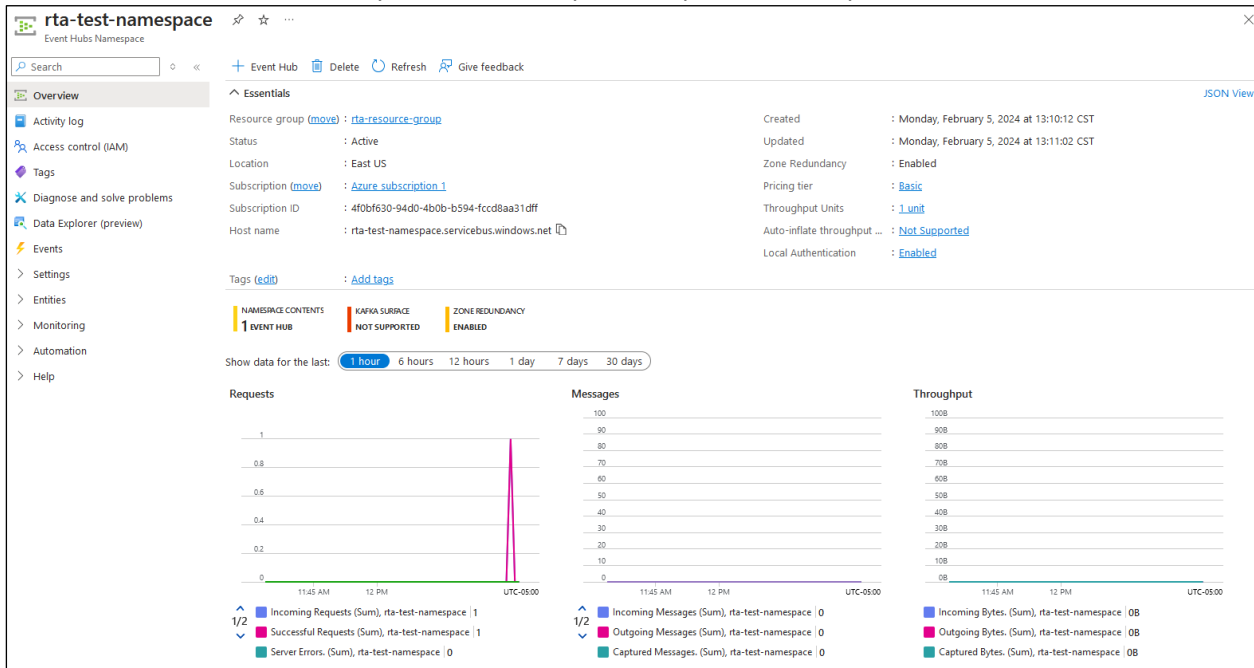 rta-test-namespace
Event Hubs Namespace
Search
Overview
Activity log
Access control (IAM)
Tags
Diagnose and solve problems
Data Explorer (preview)
Events
Settings
Entities
Monitoring
Automation
Help
Event Hub Delete Refresh Give feedback
Essentials JSON View
Resource group (move) : rta-resource-group
Status : Active
Location : East US
Subscription (move) : Azure subscription 1
Subscription ID : 4f0bf630-94d0-4b0b-b594-fccd8aa31dff
Host name : rta-test-namespace.servicebus.windows.net
Tags (edit) : Add tags
Created : Monday, February 5, 2024 at 13:10:12 CST
Updated : Monday, February 5, 2024 at 13:11:02 CST
Zone Redundancy : Enabled
Pricing tier : Basic
Throughput Units : 1 unit
Auto-inflate throughput ... : Not Supported
Local Authentication : Enabled
NAMESPACE CONTENTS
1 EVENT HUB
KAFKA SURFACE
NOT SUPPORTED
ZONE REDUNDANCY
ENABLED
Show data for the last: 1 hour 6 hours 12 hours 1 day 7 days 30 days
Requests
1
0.8
0.6
0.4
0.2
0
11:45 AM 12 PM UTC-05:00
1/2
Incoming Requests (Sum), rta-test-namespace 1
Successful Requests (Sum), rta-test-namespace 1
Server Errors. (Sum), rta-test-namespace 0
Messages
100
90
80
70
60
50
40
30
20
10
0
11:45 AM 12 PM UTC-05:00
1/2
Incoming Messages (Sum), rta-test-namespace 0
Outgoing Messages (Sum), rta-test-namespace 0
Captured Messages. (Sum), rta-test-namespace 0
Throughput
100B
90B
80B
70B
60B
50B
40B
30B
20B
10B
0B
11:45 AM 12 PM UTC-05:00
Incoming Bytes. (Sum), rta-test-namespace 0B
Outgoing Bytes. (Sum), rta-test-namespace 0B
Captured Bytes. (Sum), rta-test-namespace 0B